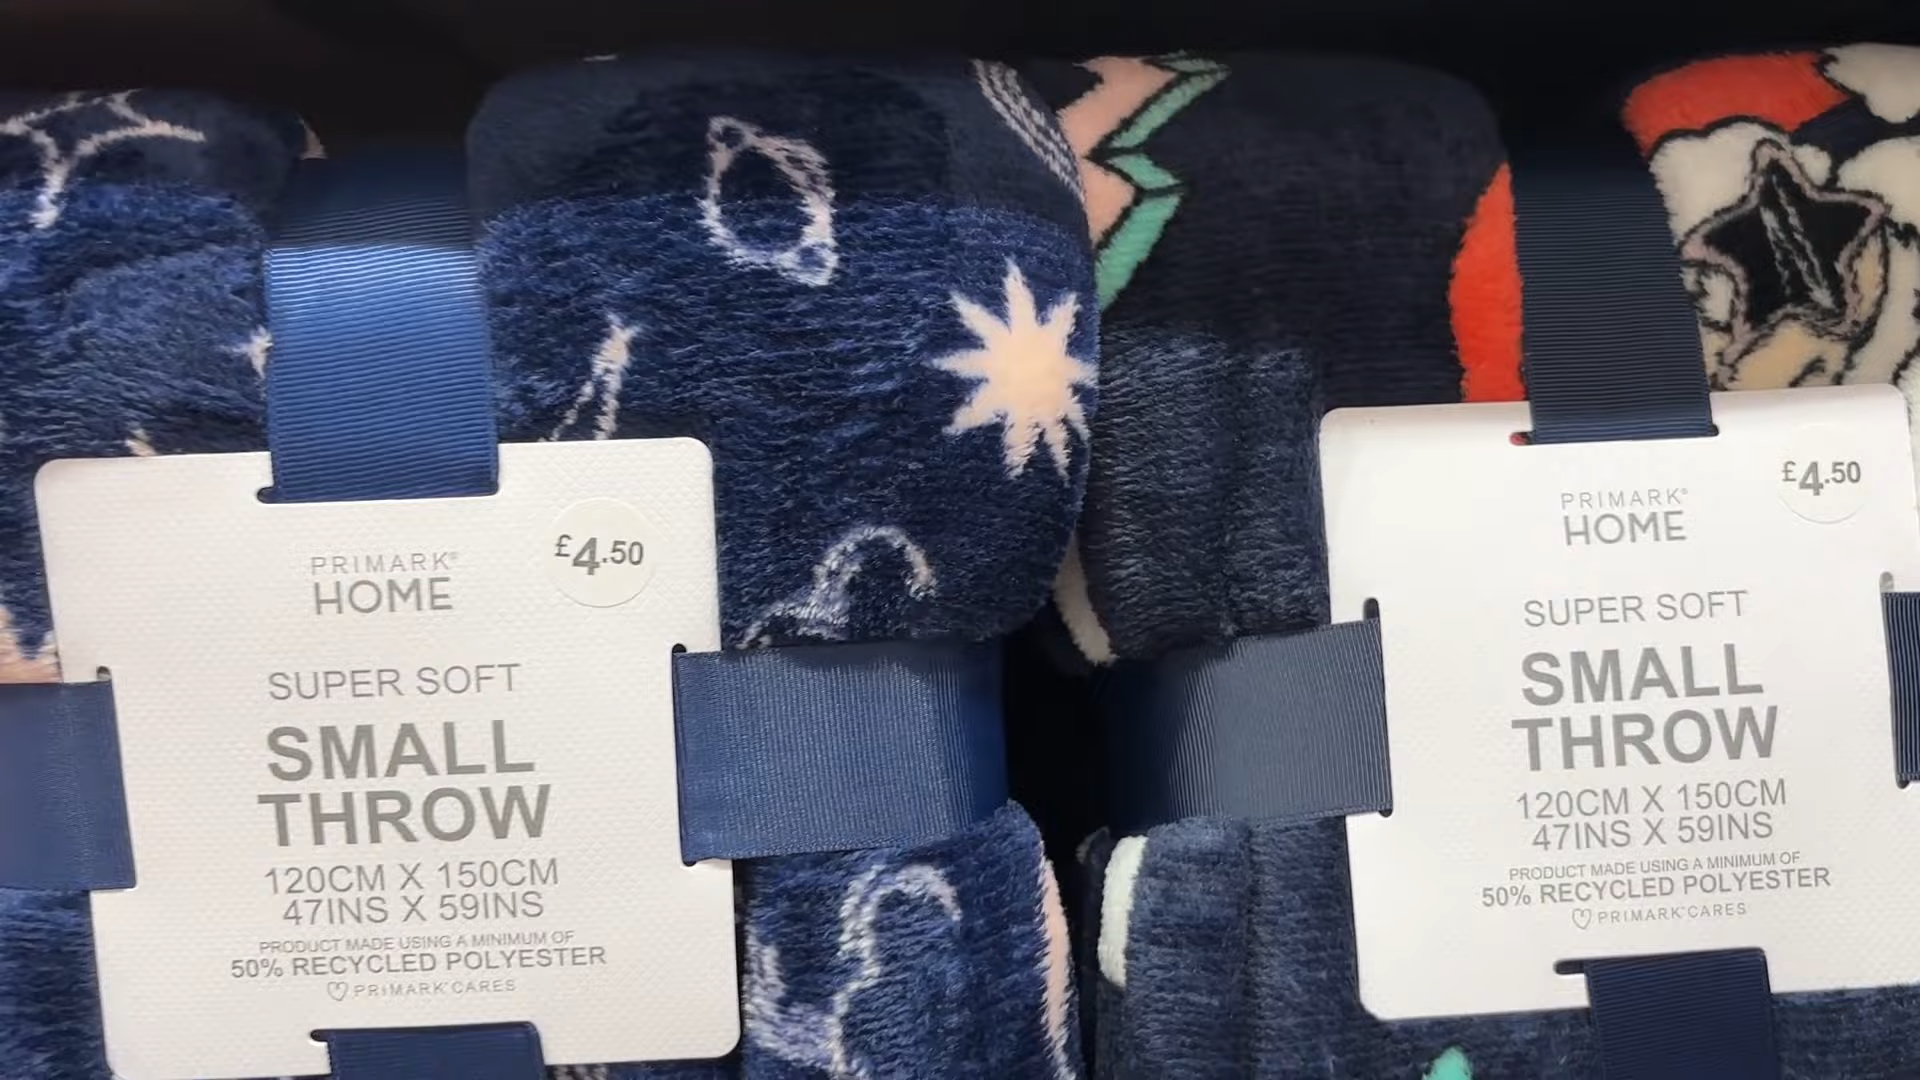 PRIMARK®
HOME
£4.50
SUPER SOFT
SMALL
THROW
120CM X 150CM
47INS X 59INS
PRODUCT MADE USING A MINIMUM OF
50% RECYCLED POLYESTER
PRIMARK CARES
£4.50
PRIMARK®
HOME
SUPER SOFT
SMALL
THROW
120CM X 150CM
47INS X 59INS
PRODUCT MADE USING A MINIMUM OF
50% RECYCLED POLYESTER
PRIMARK CARES